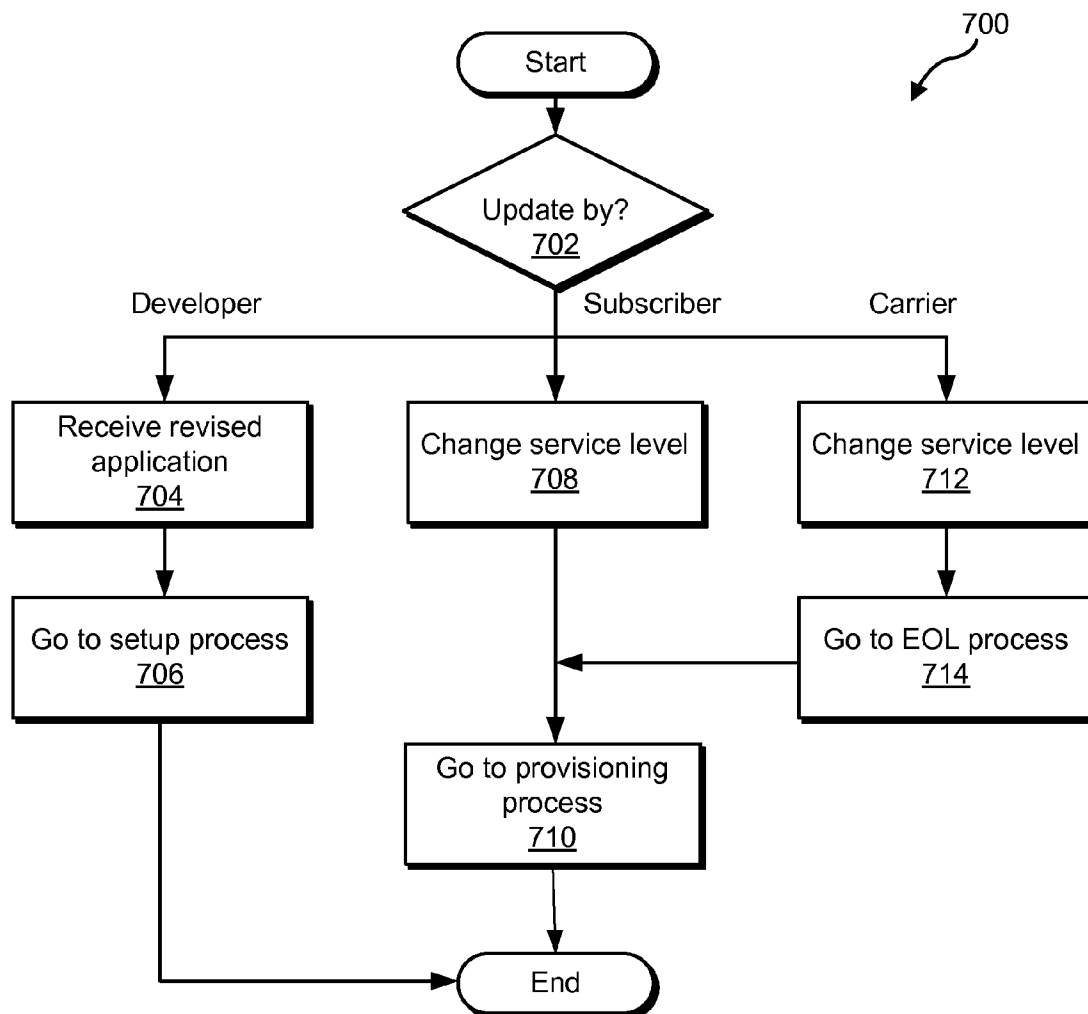 700
Start
Update by?
702
Developer
Subscriber
Carrier
Receive revised
application
704
Change service level
708
Change service level
712
Go to setup process
706
Go to EOL process
714
Go to provisioning
process
710
End